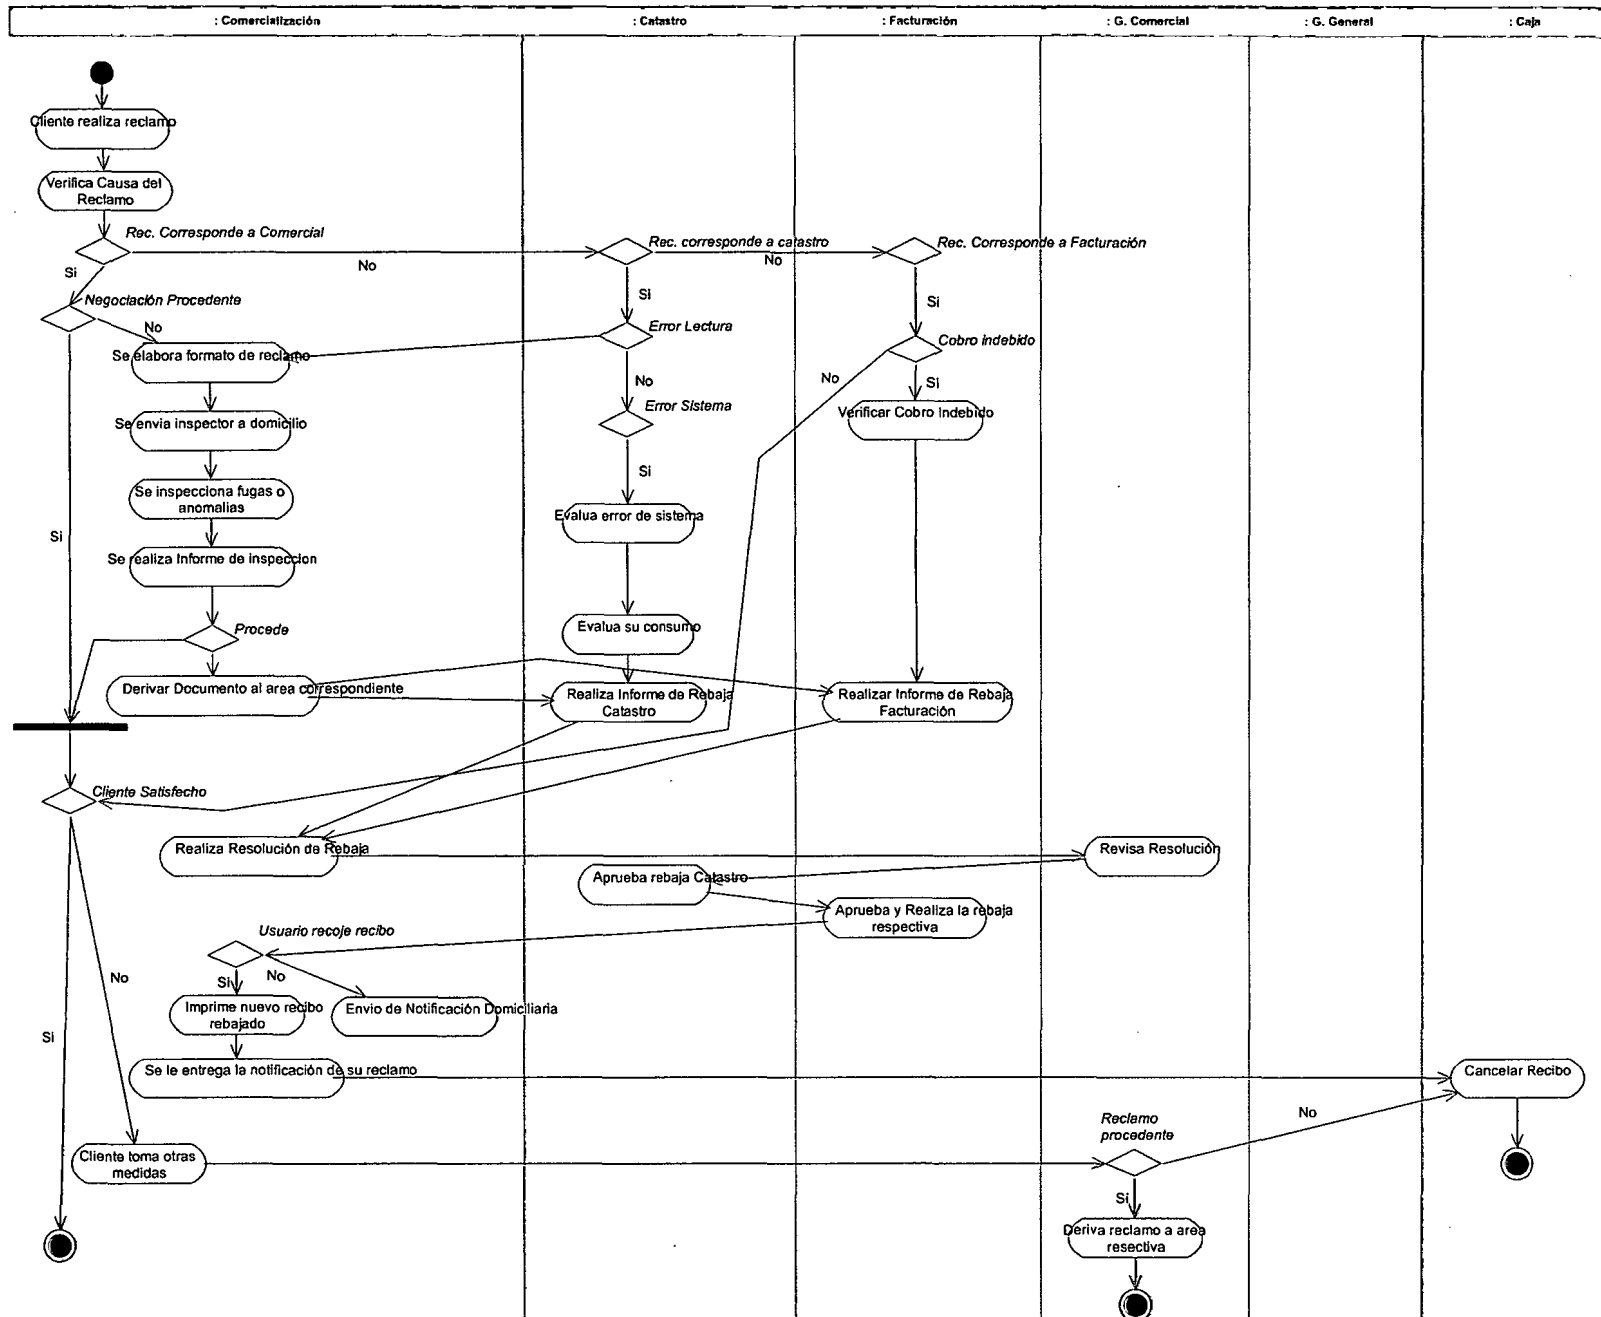 : Comercialización
: Catastro
: Facturación
: G. Comercial
: G. General
: Caja
Cliente realiza reclamo
Verifica Causa del
Reclamo
Rec. Corresponde a Comercial
Rec. corresponde a catastro
Rec. Corresponde a Facturación
No
No
Si
Negociación Procedente
Si
Si
No
Error Lectura
Cobro indebido
Se elabora formato de reclamo
No
No
Si
Error Sistema
Verificar Cobro Indebido
Se envia inspector a domicilio
Si
Se inspecciona fugas o
anomalias
Evalua error de sistema
Si
Se realiza Informe de inspeccion
Evalua su consumo
Procede
Derivar Documento al area correspondiente
Realiza Informe de Rebaja
Catastro
Realizar Informe de Rebaja
Facturación
Cliente Satisfecho
Realiza Resolución de Rebaja
Revisa Resolución
Aprueba rebaja Catastro
Aprueba y Realiza la rebaja
respectiva
Usuario recoje recibo
No
Si
No
Imprime nuevo recibo
rebajado
Envio de Notificación Domiciliaria
Si
Se le entrega la notificación de su reclamo
Cancelar Recibo
Reclamo
procedente
No
Cliente toma otras
medidas
Si
Deriva reclamo a area
resectiva